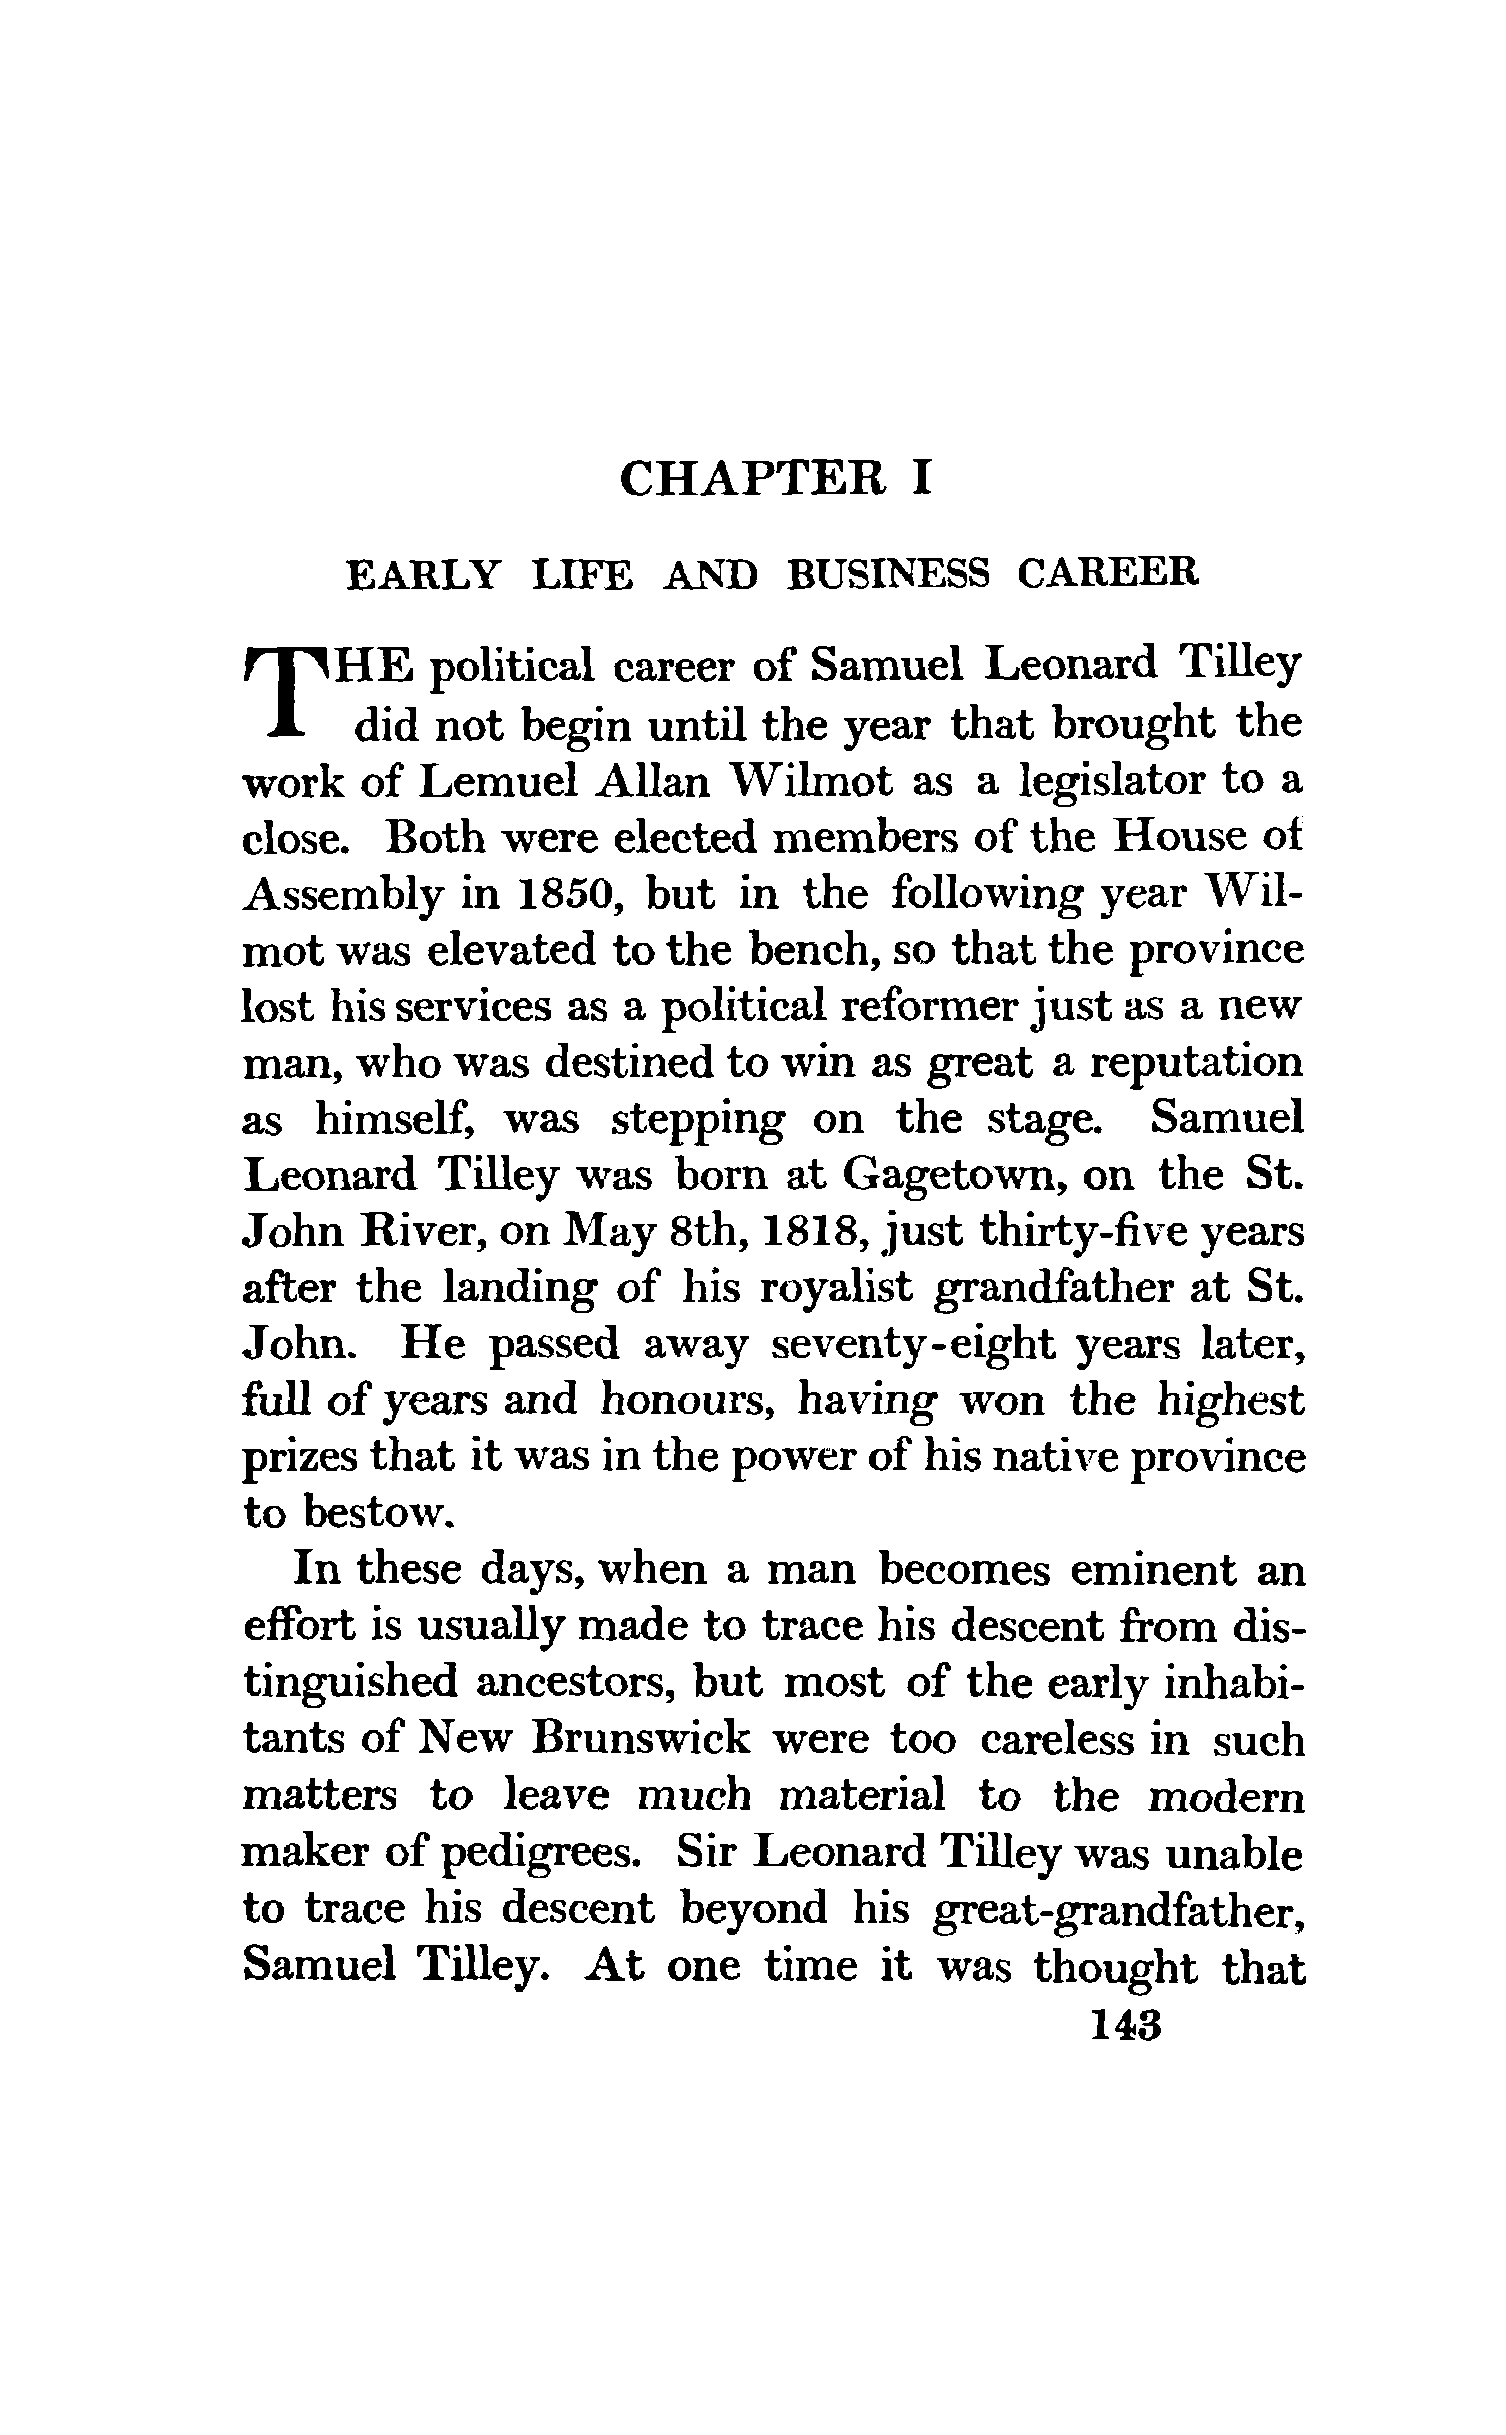 CHAPTER I
EARLY LIFE AND BUSINESS CAREER
THE political career of Samuel Leonard Tilley
did not begin until the year that brought the
work of Lemuel Allan Wilmot as a legislator to a
close. Both were elected members of the House of
Assembly in 1850, but in the following year Wil-
mot was elevated to the bench, so that the province
lost his services as a political reformer just as a new
man, who was destined to win as great a reputation
as himself, was stepping on the stage. Samuel
Leonard Tilley was born at Gagetown, on the St.
John River, on May 8th, 1818, just thirty-five years
after the landing of his royalist grandfather at St.
John. He passed away seventy-eight years later,
full of years and honours, having won the highest
prizes that it was in the power of his native province
to bestow.
In these days, when a man becomes eminent an
effort is usually made to trace his descent from dis-
tinguished ancestors, but most of the early inhabi-
tants of New Brunswick were too careless in such
matters to leave much material to the modern
maker of pedigrees. Sir Leonard Tilley was unable
to trace his descent beyond his great-grandfather,
Samuel Tilley. At one time it was thought that
143